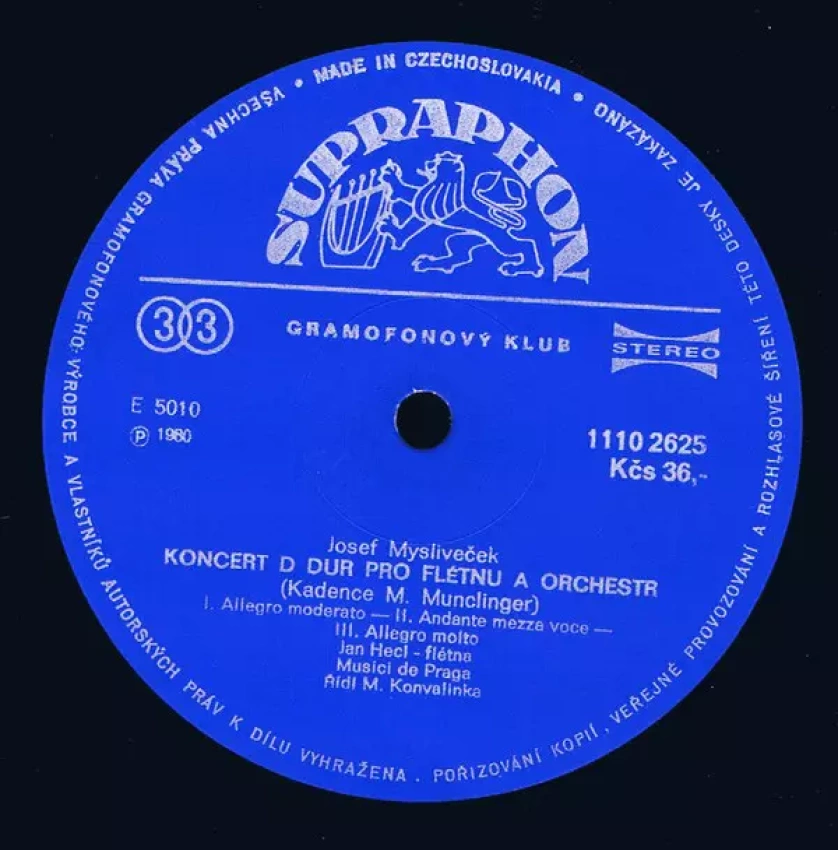 MADE IN CZECHOSLOVAKIA • VŠECHNA PRÁVA GRAMOFONOVÉHO VÝROBCE A VLASTNÍKŮ AUTORSKÝCH PRÁV K DÍLU VYHRAŽENA. POŘIZOVÁNÍ KOPIÍ, VEŘEJNÉ PROVOZOVÁNÍ A ROZHLASOVÉ ŠÍŘENÍ TÉTO DESKY JE ZAKÁZÁNO •
SUPRAPHON
33 GRAMOFONOVÝ KLUB STEREO
E 5010
℗ 1980
1110 2625
Kčs 36,-
Josef Mysliveček
KONCERT D DUR PRO FLÉTNU A ORCHESTR
(Kadence M. Munclinger)
I. Allegro moderato — II. Andante mezza voce —
III. Allegro molto
Jan Hecl - flétna
Musici de Praga
Řídí M. Konvalinka